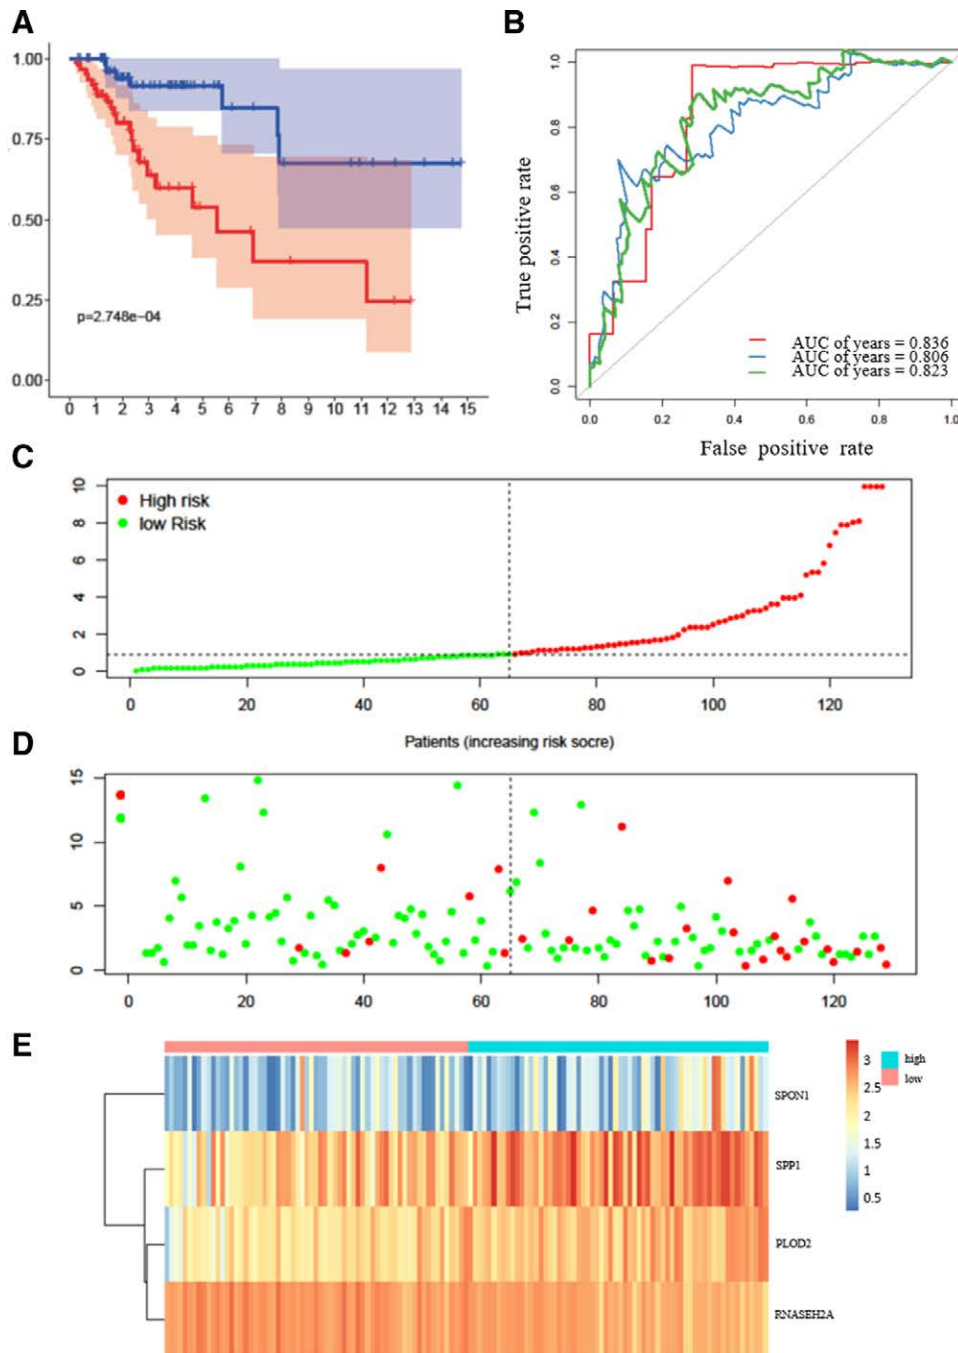 A
1.00
0.75
0.50
0.25
0.00
p=2.748e−04
0 1 2 3 4 5 6 7 8 9 10 11 12 13 14 15
B
True positive rate
1.0
0.8
0.6
0.4
0.2
0.0
AUC of years = 0.836
AUC of years = 0.806
AUC of years = 0.823
0.0 0.2 0.4 0.6 0.8 1.0
False positive rate
C
10
8
6
4
2
0
High risk
low Risk
0 20 40 60 80 100 120
Patients (increasing risk socre)
D
15
10
5
0
0 20 40 60 80 100 120
E
SPON1
SPP1
PLOD2
RNASEH2A
3
2.5
2
1.5
1
0.5
high
low